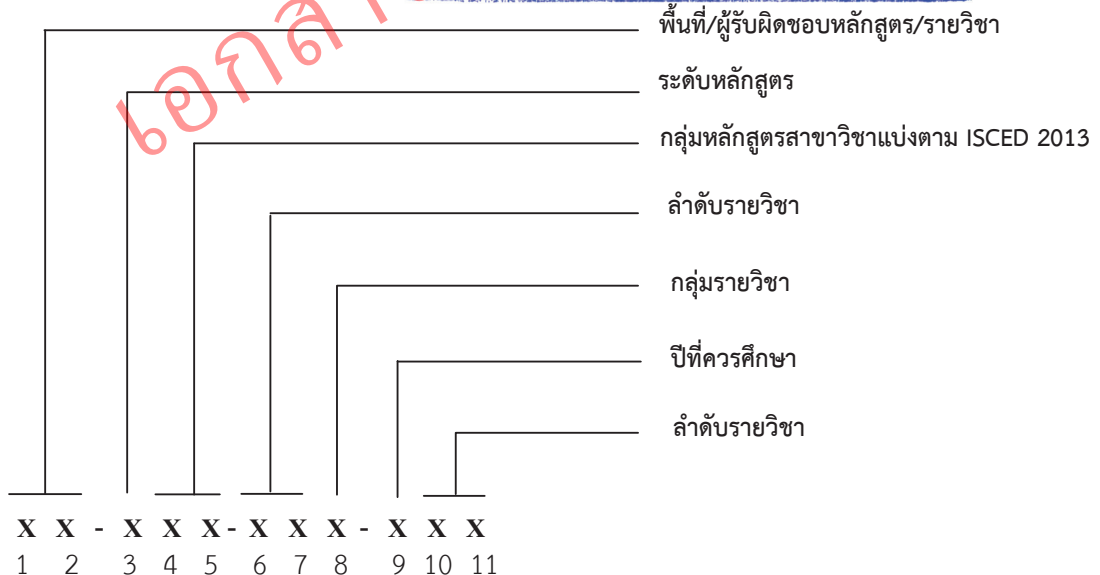 พื้นที่/ผู้รับผิดชอบหลักสูตร/รายวิชา
ระดับหลักสูตร
กลุ่มหลักสูตรสาขาวิชาแบ่งตาม ISCED 2013
ลำดับรายวิชา
กลุ่มรายวิชา
ปีที่ควรศึกษา
ลำดับรายวิชา
X X - X X X - X X X - X X X
1 2 3 4 5 6 7 8 9 10 11